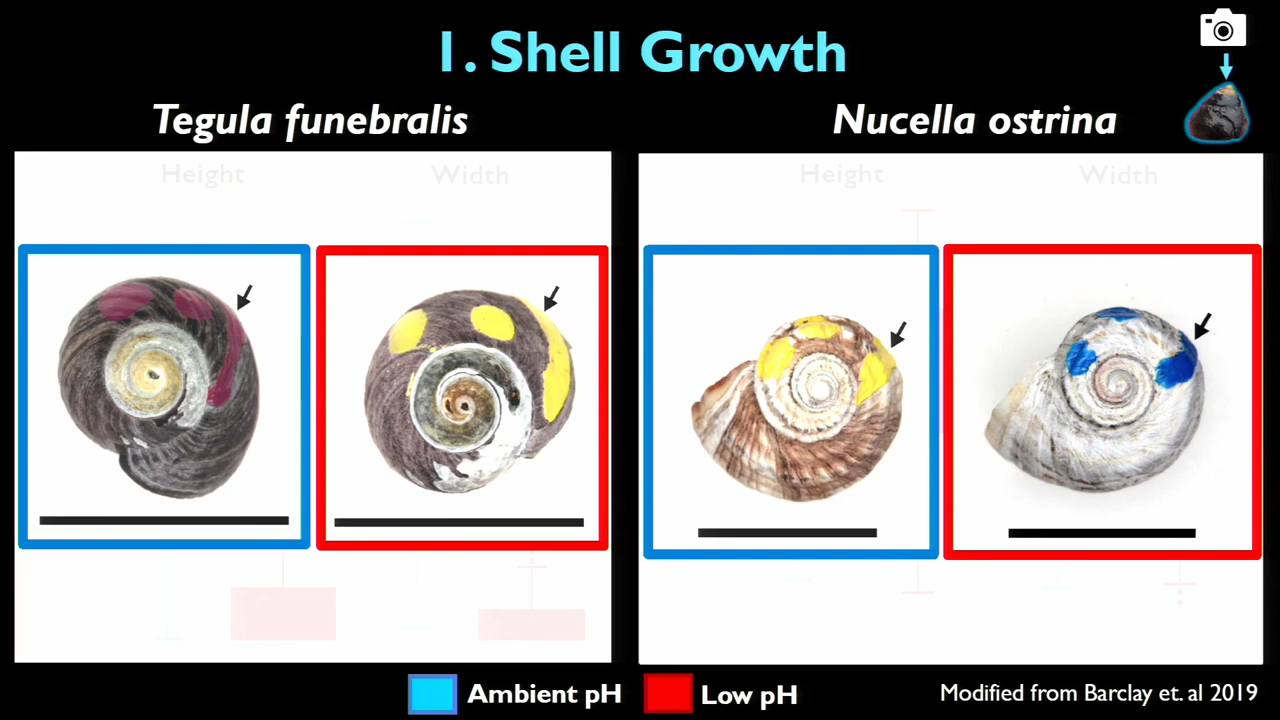 1. Shell Growth
Tegula funebralis
Nucella ostrina
Height
Width
Height
Width
Ambient pH
Low pH
Modified from Barclay et. al 2019